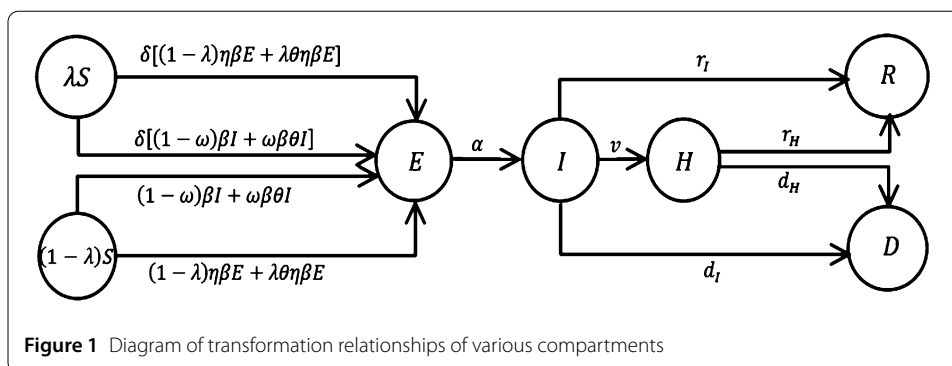 λS
δ[(1 − λ)ηβE + λθηβE]
δ[(1 − ω)βI + ωβθI]
(1 − ω)βI + ωβθI
(1 − λ)S
(1 − λ)ηβE + λθηβE
E
α
I
v
H
r_I
r_H
d_H
d_I
R
D
Figure 1 Diagram of transformation relationships of various compartments